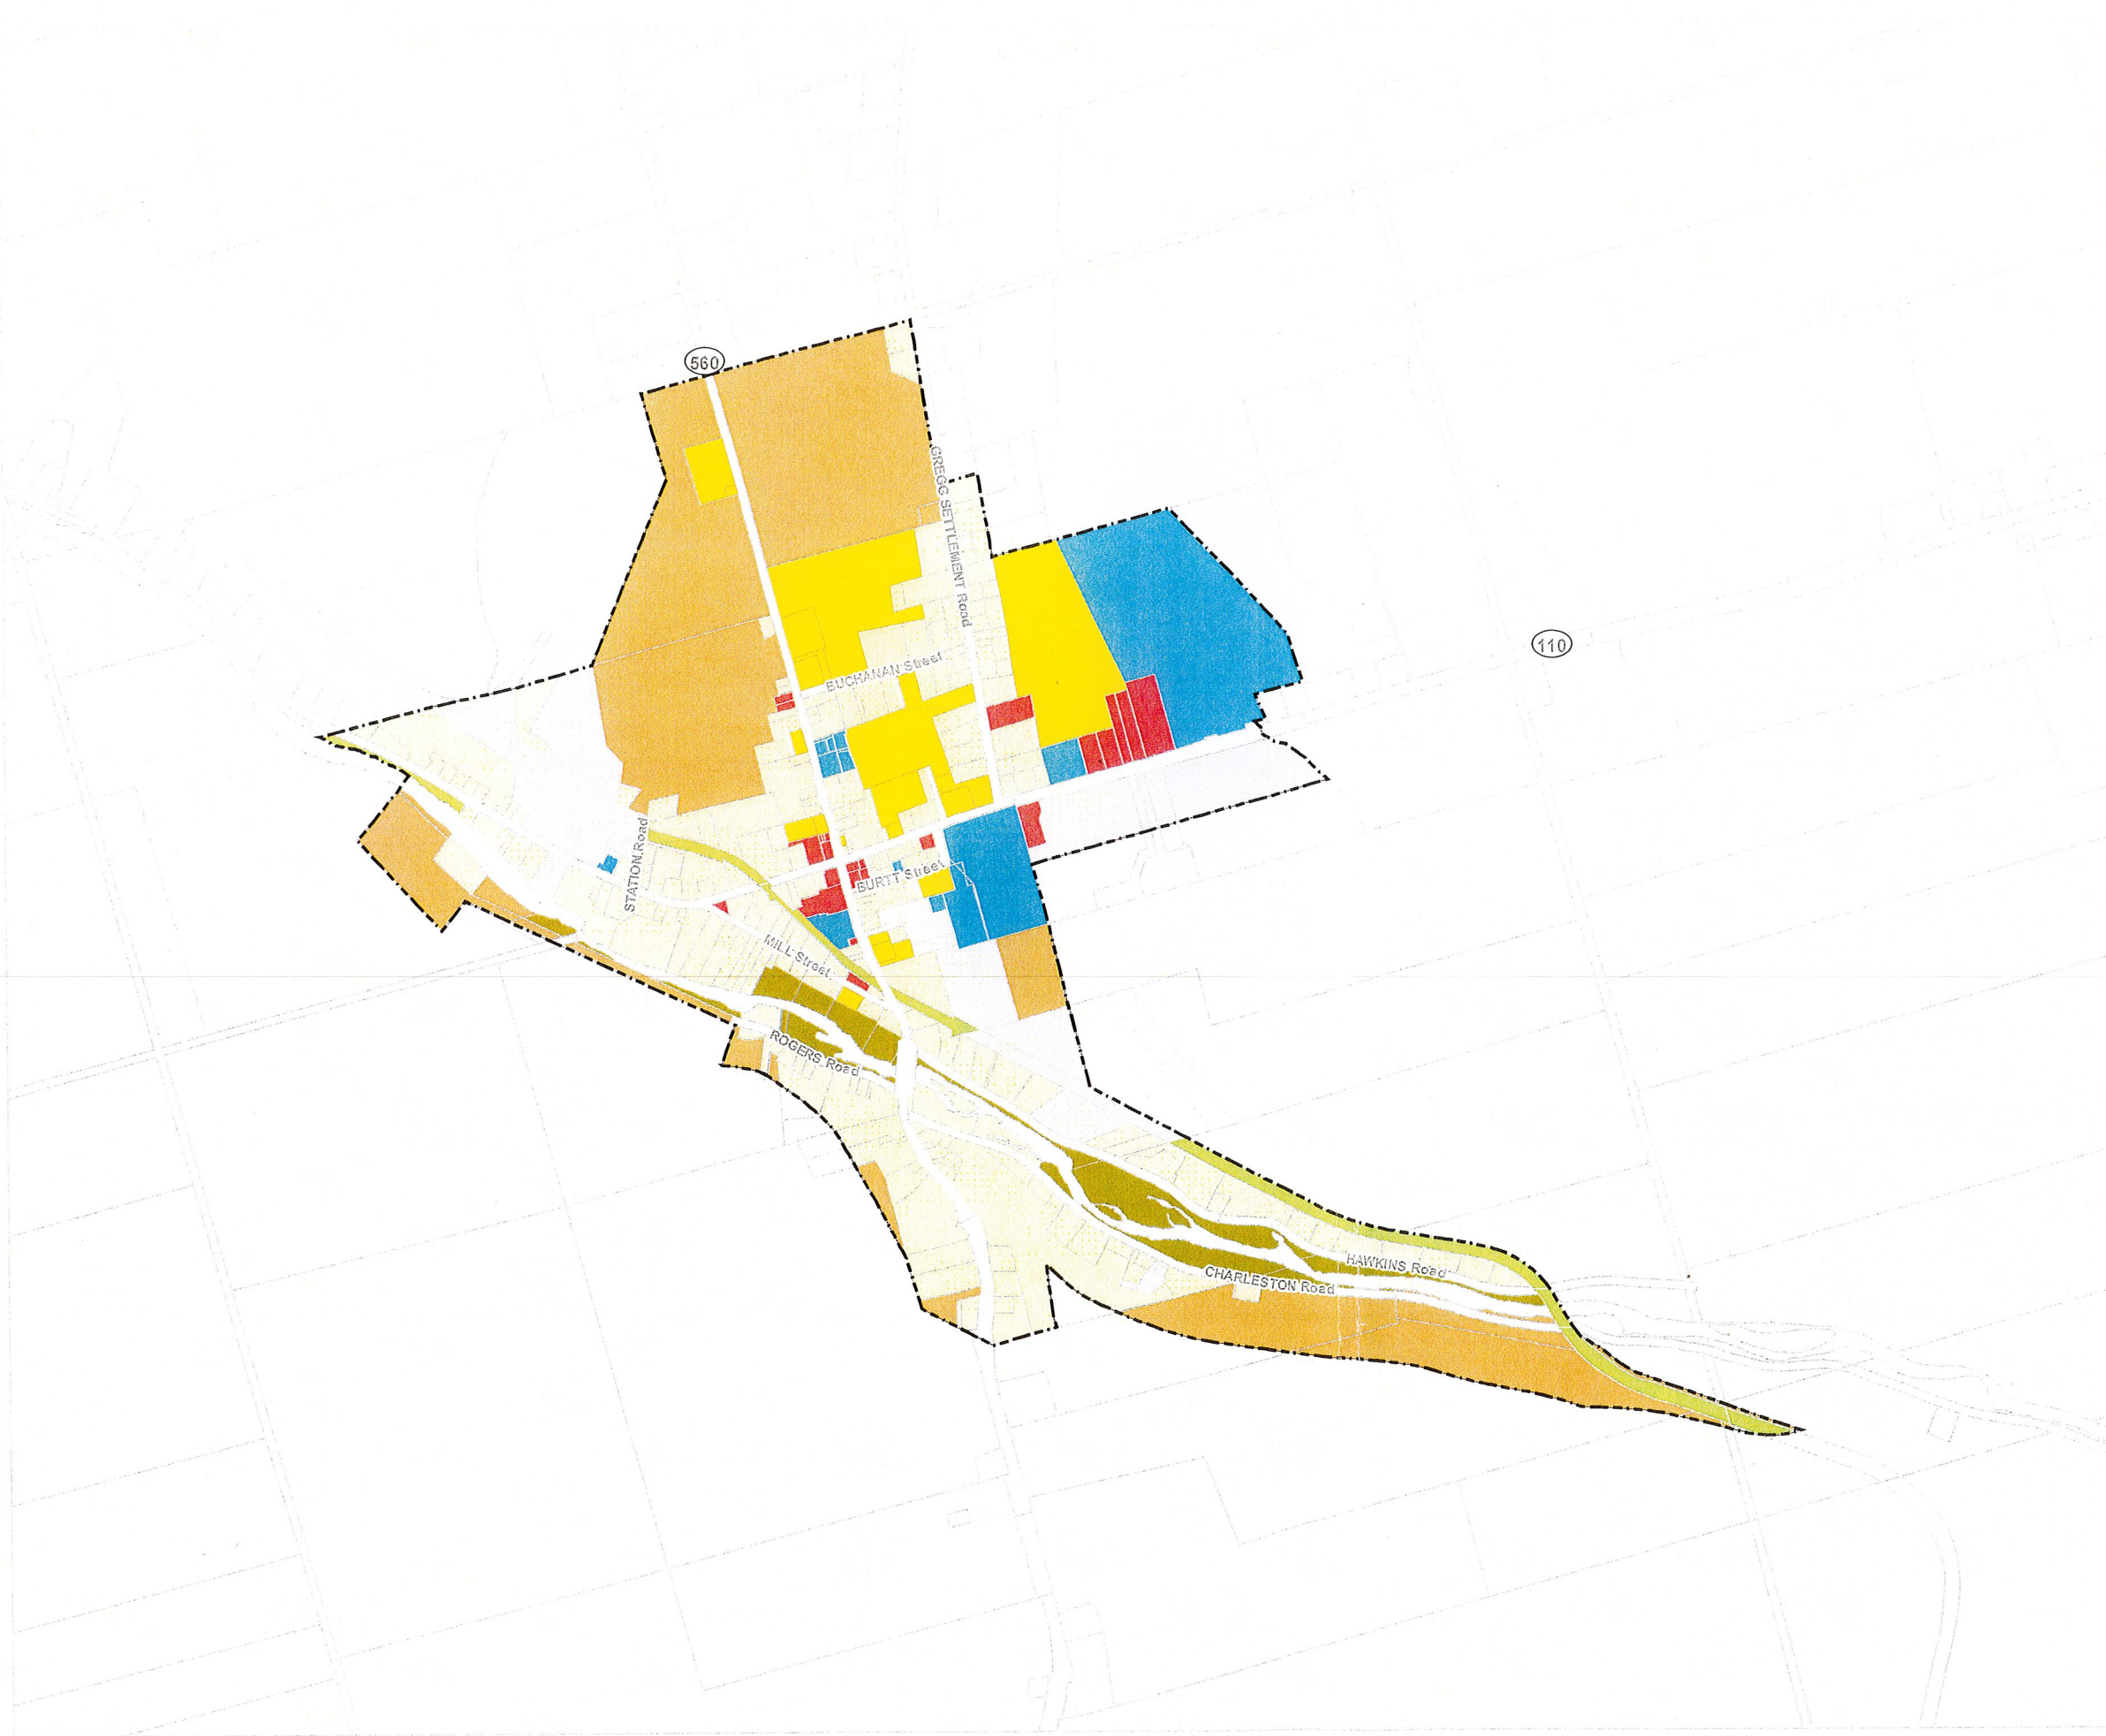 560
GREGG SETTLEMENT Road
110
BUCHANAN Street
STATION Road
BURTT Street
MILL Street
ROGERS Road
HAWKINS Road
CHARLESTON Road